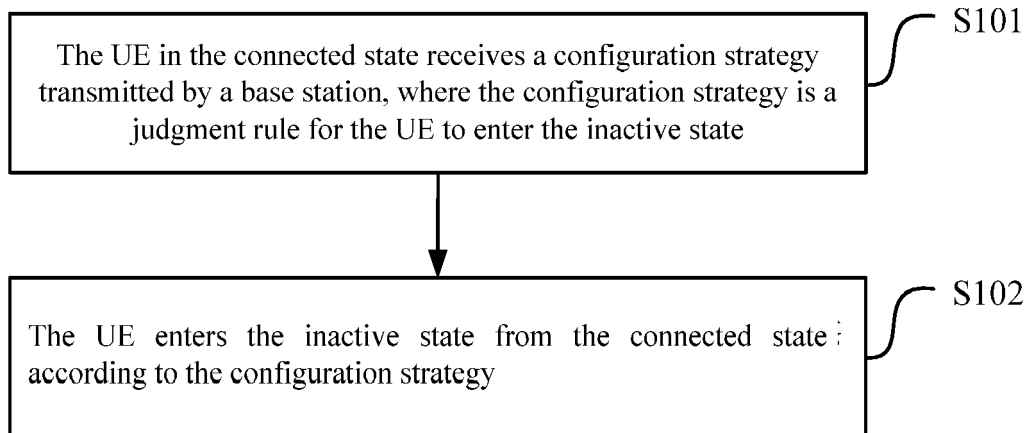 S101
The UE in the connected state receives a configuration strategy
transmitted by a base station, where the configuration strategy is a
judgment rule for the UE to enter the inactive state
S102
The UE enters the inactive state from the connected state
according to the configuration strategy